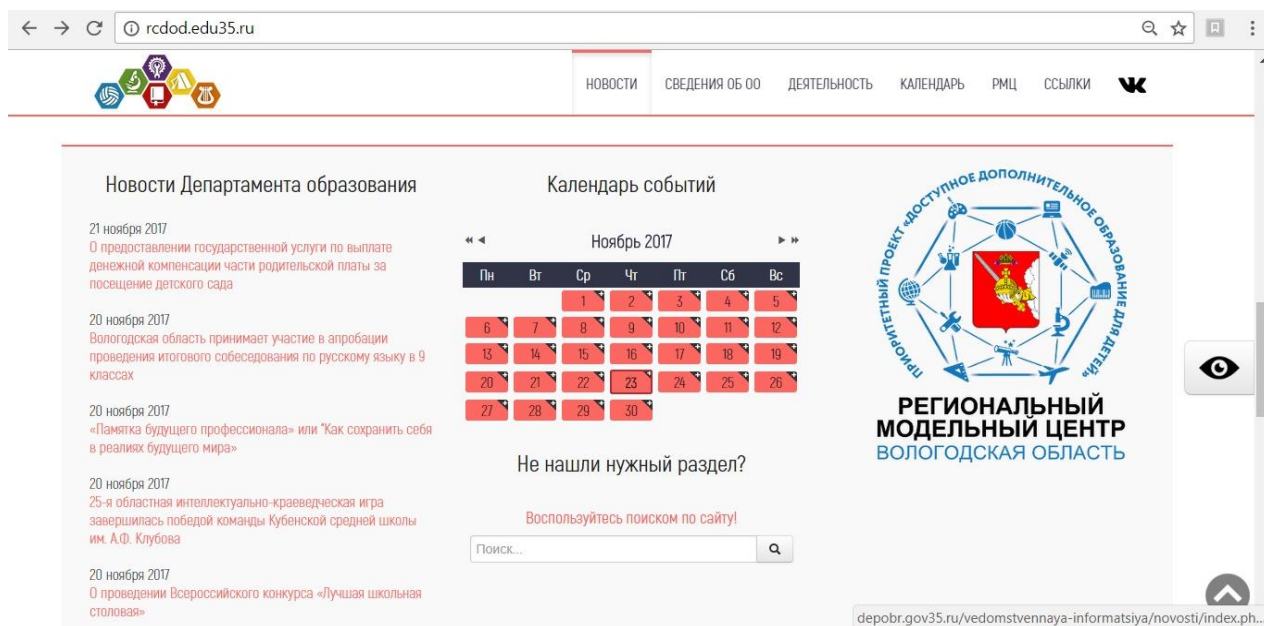 rcdod.edu35.ru
НОВОСТИ СВЕДЕНИЯ ОБ ОО ДЕЯТЕЛЬНОСТЬ КАЛЕНДАРЬ РМЦ ССЫЛКИ
Новости Департамента образования
21 ноября 2017
О предоставлении государственной услуги по выплате
денежной компенсации части родительской платы за
посещение детского сада
20 ноября 2017
Вологодская область принимает участие в апробации
проведения итогового собеседования по русскому языку в 9
классах
20 ноября 2017
«Памятка будущего профессионала» или "Как сохранить себя
в реалиях будущего мира»
20 ноября 2017
25-я областная интеллектуально-краеведческая игра
завершилась победой команды Кубенской средней школы
им. А.Ф. Клубова
20 ноября 2017
О проведении Всероссийского конкурса «Лучшая школьная
столовая»
Календарь событий
Ноябрь 2017
Пн Вт Ср Чт Пт Сб Вс
1 2 3 4 5
6 7 8 9 10 11 12
13 14 15 16 17 18 19
20 21 22 23 24 25 26
27 28 29 30
Не нашли нужный раздел?
Воспользуйтесь поиском по сайту!
Поиск...
ПРИОРИТЕТНЫЙ ПРОЕКТ «ДОСТУПНОЕ ДОПОЛНИТЕЛЬНОЕ ОБРАЗОВАНИЕ ДЛЯ ДЕТЕЙ»
РЕГИОНАЛЬНЫЙ
МОДЕЛЬНЫЙ ЦЕНТР
ВОЛОГОДСКАЯ ОБЛАСТЬ
depobr.gov35.ru/vedomstvennaya-informatsiya/novosti/index.ph...